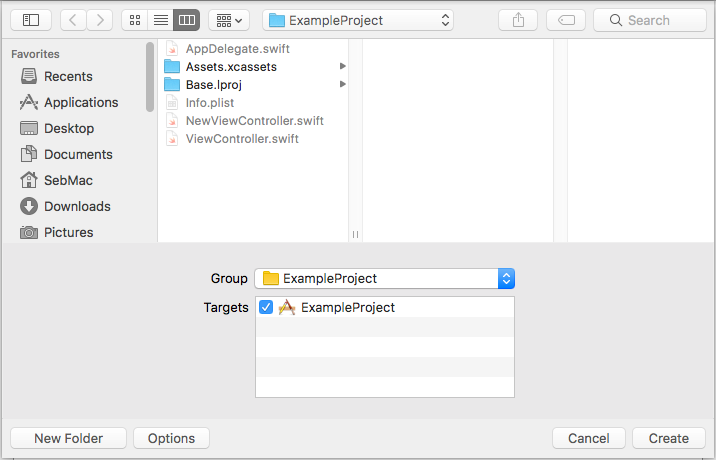 ExampleProject
Search
Favorites
Recents
Applications
Desktop
Documents
SebMac
Downloads
Pictures
AppDelegate.swift
Assets.xcassets
Base.lproj
Info.plist
NewViewController.swift
ViewController.swift
Group ExampleProject
Targets ExampleProject
New Folder Options Cancel Create